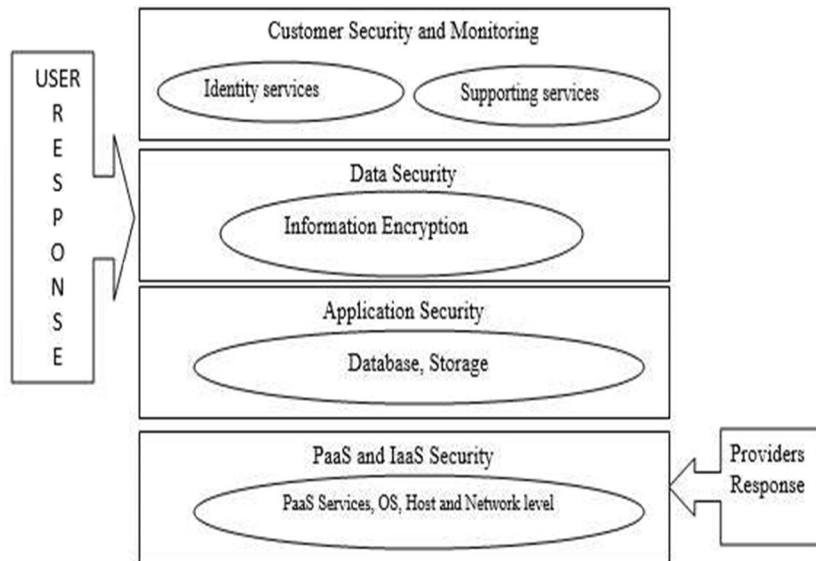 Customer Security and Monitoring
Identity services
Supporting services
USER
R
E
S
P
O
N
S
E
Data Security
Information Encryption
Application Security
Database, Storage
PaaS and IaaS Security
PaaS Services, OS, Host and Network level
Providers
Response